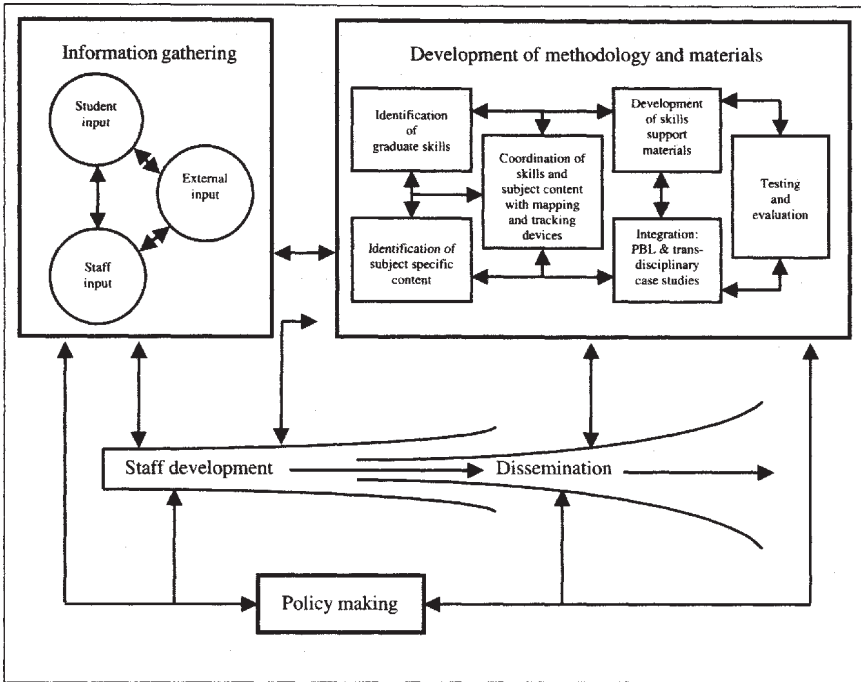 Information gathering
Student
input
External
input
Staff
input
Development of methodology and materials
Identification
of
graduate skills
Identification of
subject specific
content
Coordination of
skills and
subject content
with mapping
and tracking
devices
Development
of skills
support
materials
Integration:
PBL & trans-
disciplinary
case studies
Testing
and
evaluation
Staff development
Dissemination
Policy making